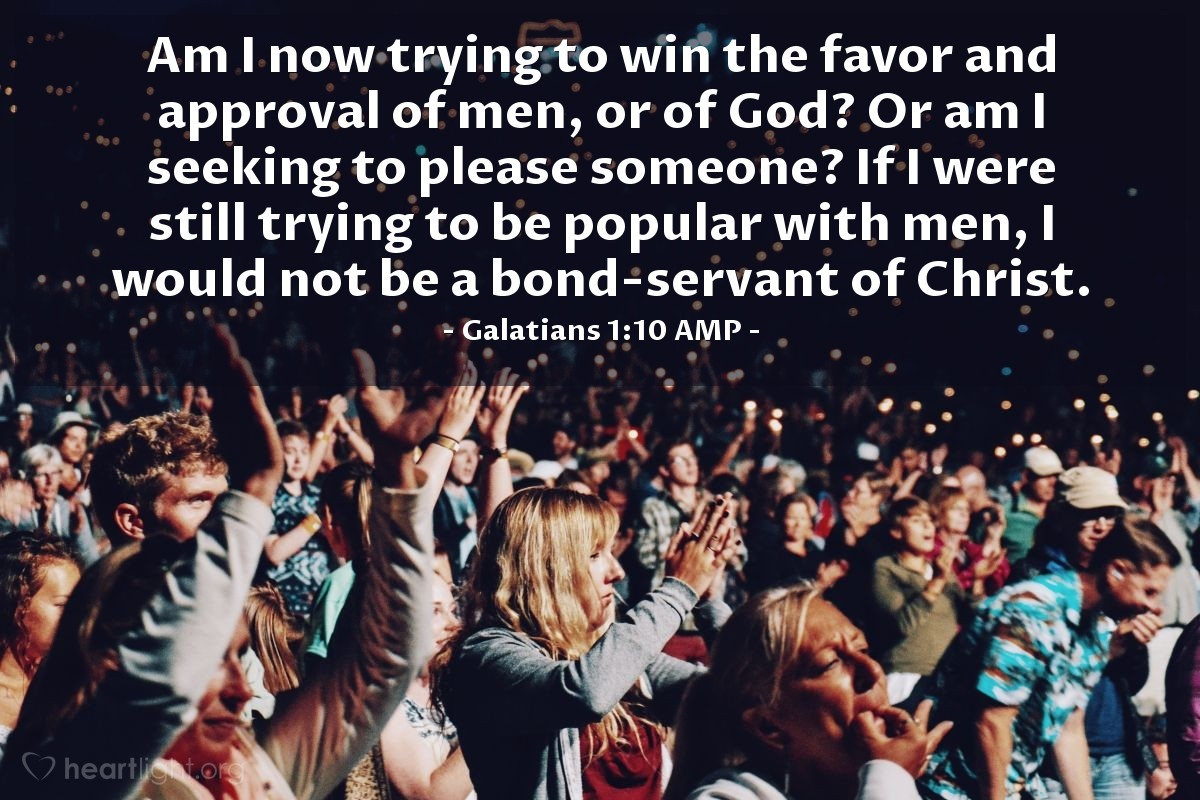 Am I now trying to win the favor and
approval of men, or of God? Or am I
seeking to please someone? If I were
still trying to be popular with men, I
would not be a bond-servant of Christ.
- Galatians 1:10 AMP -
heartlight.org